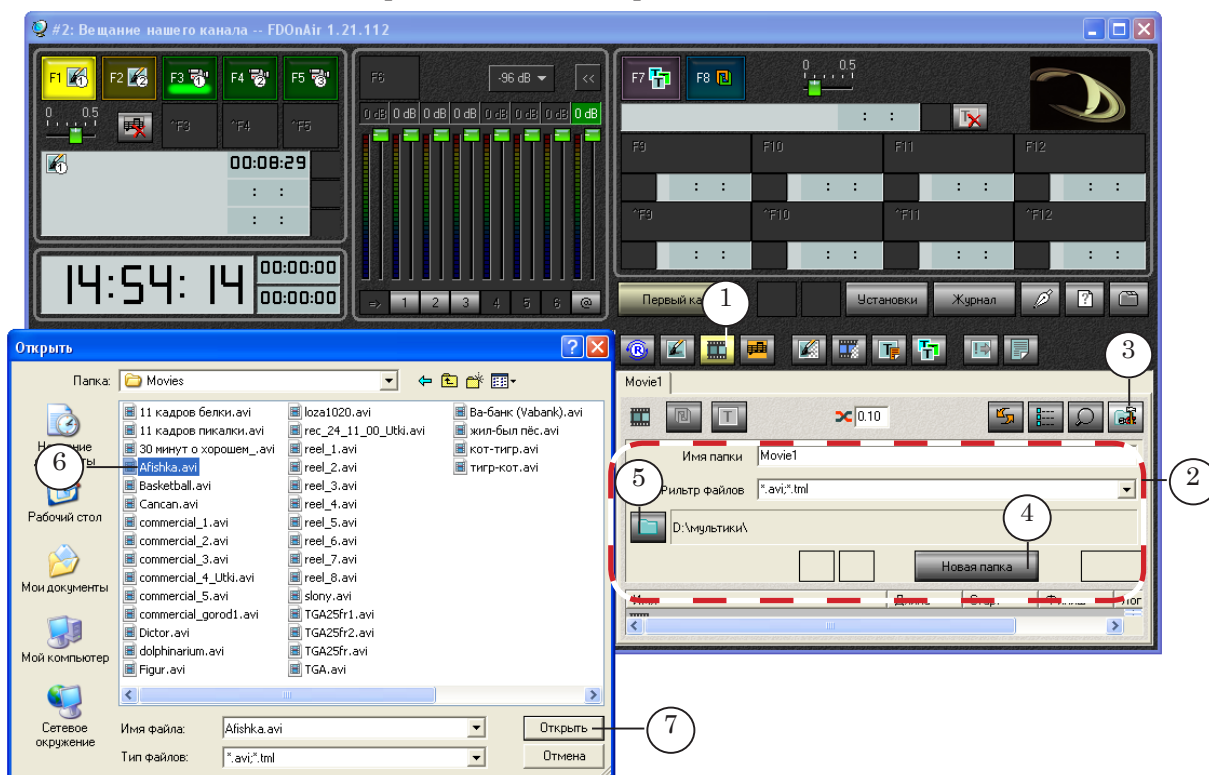 #2: Вещание нашего канала -- FDOnAir 1.21.112
F1 F2 F3 F4 F5
0 0.5
^F3 ^F4 ^F5
00:08:29
: :
: :
14:54:14
00:00:00
00:00:00
F6
-96 dB
<<
0 dB 0 dB 0 dB 0 dB 0 dB 0 dB 0 dB 0 dB
=> 1 2 3 4 5 6 @
F7 F8
0 0.5
: :
F9 F10 F11 F12
: : : : : : : :
^F9 ^F10 ^F11 ^F12
: : : : : : : :
Первый
Установки
Журнал
1
3
Movie1
0.10
edit
Имя папки
Movie1
Фильтр файлов
*.avi;*.tml
2
5
D:\мультики\
4
Новая папка
Открыть
Папка:
Movies
6
Рабочий стол
Мои документы
Мой компьютер
Сетевое
окружение
11 кадров белки.avi
11 кадров пикалки.avi
30 минут о хорошем_.avi
Afishka.avi
Basketball.avi
Cancan.avi
commercial_1.avi
commercial_2.avi
commercial_3.avi
commercial_4_Utki.avi
commercial_5.avi
commercial_gorod1.avi
Dictor.avi
dolphinarium.avi
Figur.avi
loza1020.avi
rec_24_11_00_Utki.avi
reel_1.avi
reel_2.avi
reel_3.avi
reel_4.avi
reel_5.avi
reel_6.avi
reel_7.avi
reel_8.avi
slony.avi
TGA25fr1.avi
TGA25fr2.avi
TGA25fr.avi
TGA.avi
Ва-банк (Vabank).avi
жил-был пёс.avi
кот-тигр.avi
тигр-кот.avi
Имя файла:
Afishka.avi
Открыть
7
Тип файлов:
*.avi;*.tml
Отмена